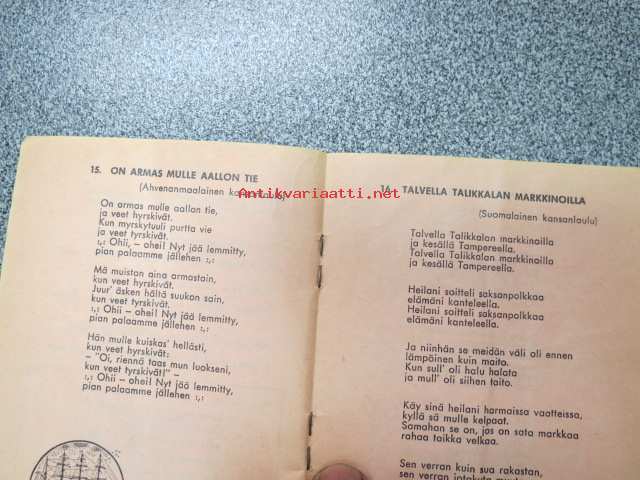 Antikvariaatti.net
15. ON ARMAS MULLE AALLON TIE
(Ahvenanmaalainen
On armas mulle aallon tie,
ja veet hyrskivät.
Kun myrskytuuli purtta vie
ja veet tyrskivät.
:,: Ohii, – ohei! Nyt jää lemmitty,
pian palaamme jällehen :,:
Mä muistan aina armastain,
kun veet hyrskivät.
Juur' äsken hältä suukon sain,
kun veet tyrskivät.
:,: Ohii – ohei! Nyt jää lemmitty,
pian palaamme jällehen :,:
Hän mulle kuiskas' hellästi,
kun veet hyrskivät:
– "Oi, riennä taas mun luokseni,
kun veet tyrskivät!" –
:,: Ohii – ohei! Nyt jää lemmitty,
pian palaamme jällehen :,:
16. TALVELLA TALIKKALAN MARKKINOILLA
(Suomalainen kansanlaulu)
Talvella Talikkalan markkinoilla
ja kesällä Tampereella.
Talvella Talikkalan markkinoilla
ja kesällä Tampereella.
Heilani soitteli saksanpolkkaa
elämäni kanteleella.
Heilani soitteli saksanpolkkaa
elämäni kanteleella.
Ja niinhän se meidän väli oli ennen
lämpöinen kuin maito.
Kun sull' oli halu halata
ja mull' oli siihen taito.
Käy sinä heilani harmaissa vaatteissa,
kyllä sä mulle kelpaat.
Samahan se on, jos an sata markkaa
rahaa taikka velkaa.
Sen verran kuin sua rakastan,
sen verran